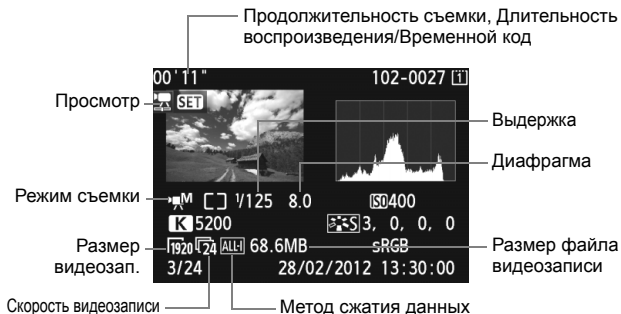 Продолжительность съемки, Длительность
воспроизведения/Временной код
00'11"
102-0027
Просмотр
SET
Выдержка
Диафрагма
Режим съемки
M
1/125
8.0
ISO400
K 5200
S 3, 0, 0, 0
Размер
видеозап.
1920 24 ALL-I 68.6MB
sRGB
Размер файла
видеозаписи
3/24
28/02/2012 13:30:00
Скорость видеозаписи
Метод сжатия данных